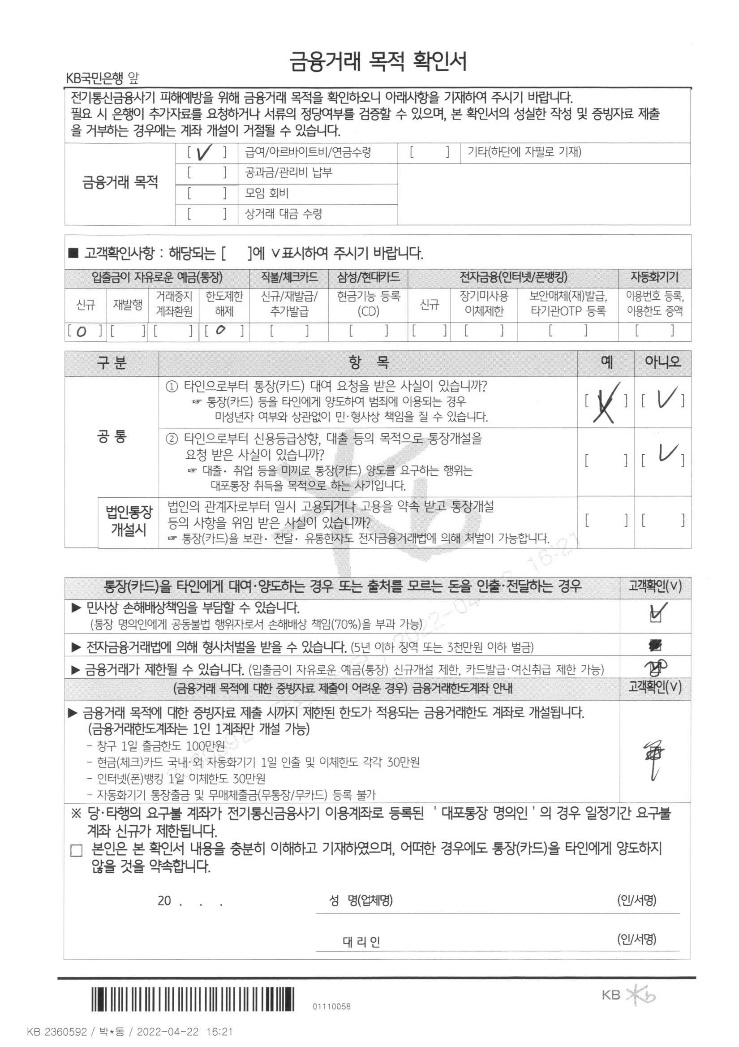 금융거래 목적 확인서
KB국민은행 앞
전기통신금융사기 피해예방을 위해 금융거래 목적을 확인하오니 아래사항을 기재하여 주시기 바랍니다.
필요 시 은행이 추가자료를 요청하거나 서류의 정당여부를 검증할 수 있으며, 본 확인서의 성실한 작성 및 증빙자료 제출
을 거부하는 경우에는 계좌 개설이 거절될 수 있습니다.
금융거래 목적
[ V ] 급여/아르바이트비/연금수령 [ ] 기타(하단에 자필로 기재)
[ ] 공과금/관리비 납부
[ ] 모임 회비
[ ] 상거래 대금 수령
■ 고객확인사항 : 해당되는 [ ]에 ∨표시하여 주시기 바랍니다.
입출금이 자유로운 예금(통장) 직불/체크카드 삼성/현대카드 전자금융(인터넷/폰뱅킹) 자동화기기
신규 재발행 거래중지 계좌환원 한도제한 해제 신규/재발급/ 추가발급 현금기능 등록 (CD) 신규 장기미사용 이체제한 보안매체(재)발급, 타기관OTP 등록 이용번호 등록, 이용한도 증액
[ O ] [ ] [ ] [ O ] [ ] [ ] [ ] [ ] [ ] [ ]
구 분 항 목 예 아니오
공 통
① 타인으로부터 통장(카드) 대여 요청을 받은 사실이 있습니까? [ V ] [ V ]
☞ 통장(카드) 등을 타인에게 양도하여 범죄에 이용되는 경우
미성년자 여부와 상관없이 민·형사상 책임을 질 수 있습니다.
② 타인으로부터 신용등급상향, 대출 등의 목적으로 통장개설을
요청 받은 사실이 있습니까? [ ] [ V ]
☞ 대출· 취업 등을 미끼로 통장(카드) 양도를 요구하는 행위는
대포통장 취득을 목적으로 하는 사기입니다.
법인통장
개설시
법인의 관계자로부터 일시 고용되거나 고용을 약속 받고 통장개설
등의 사항을 위임 받은 사실이 있습니까? [ ] [ ]
☞ 통장(카드)을 보관· 전달· 유통한자도 전자금융거래법에 의해 처벌이 가능합니다.
통장(카드)을 타인에게 대여·양도하는 경우 또는 출처를 모르는 돈을 인출·전달하는 경우 고객확인(∨)
▶ 민사상 손해배상책임을 부담할 수 있습니다. V
(통장 명의인에게 공동불법 행위자로서 손해배상 책임(70%)을 부과 가능)
▶ 전자금융거래법에 의해 형사처벌을 받을 수 있습니다. (5년 이하 징역 또는 3천만원 이하 벌금)
▶ 금융거래가 제한될 수 있습니다. (입출금이 자유로운 예금(통장) 신규개설 제한, 카드발급·여신취급 제한 가능)
(금융거래 목적에 대한 증빙자료 제출이 어려운 경우) 금융거래한도계좌 안내 고객확인(∨)
▶ 금융거래 목적에 대한 증빙자료 제출 시까지 제한된 한도가 적용되는 금융거래한도 계좌로 개설됩니다.
(금융거래한도계좌는 1인 1계좌만 개설 가능)
- 창구 1일 출금한도 100만원
- 현금(체크)카드 국내·외 자동화기기 1일 인출 및 이체한도 각각 30만원
- 인터넷(폰)뱅킹 1일 이체한도 30만원
- 자동화기기 통장출금 및 무매체출금(무통장/무카드) 등록 불가
※ 당·타행의 요구불 계좌가 전기통신금융사기 이용계좌로 등록된 ' 대포통장 명의인 ' 의 경우 일정기간 요구불
계좌 신규가 제한됩니다.
□ 본인은 본 확인서 내용을 충분히 이해하고 기재하였으며, 어떠한 경우에도 통장(카드)을 타인에게 양도하지
않을 것을 약속합니다.
20 . . . 성 명(업체명) (인/서명)
대 리 인 (인/서명)
01110058
KB
KB 2360592 / 박*동 / 2022-04-22 16:21